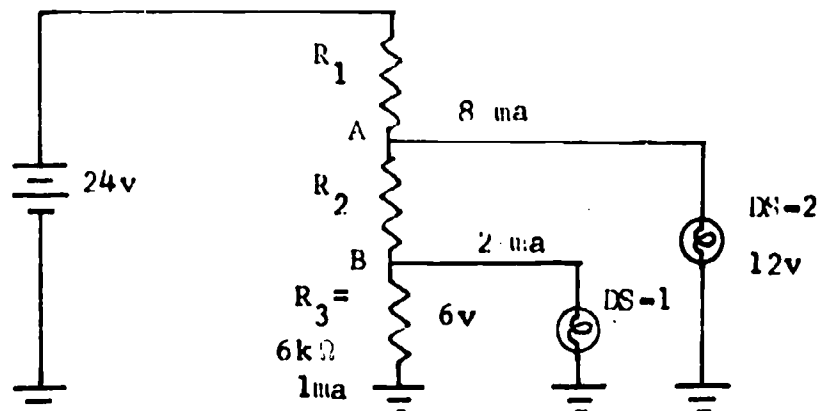 R1
A
8 ma
24v
R2
DS-2
B
2 ma
12v
R3=
6v
DS-1
6kΩ
1ma